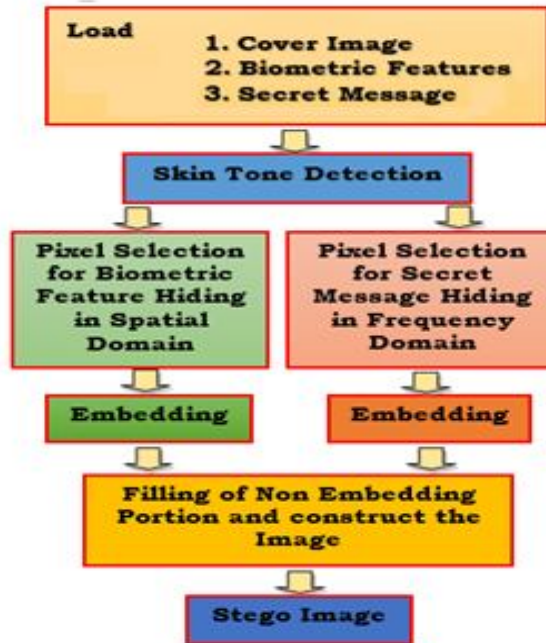 Load
1. Cover Image
2. Biometric Features
3. Secret Message
Skin Tone Detection
Pixel Selection
for Biometric
Feature Hiding
in Spatial
Domain
Pixel Selection
for Secret
Message Hiding
in Frequency
Domain
Embedding
Embedding
Filling of Non Embedding
Portion and construct the
Image
Stego Image